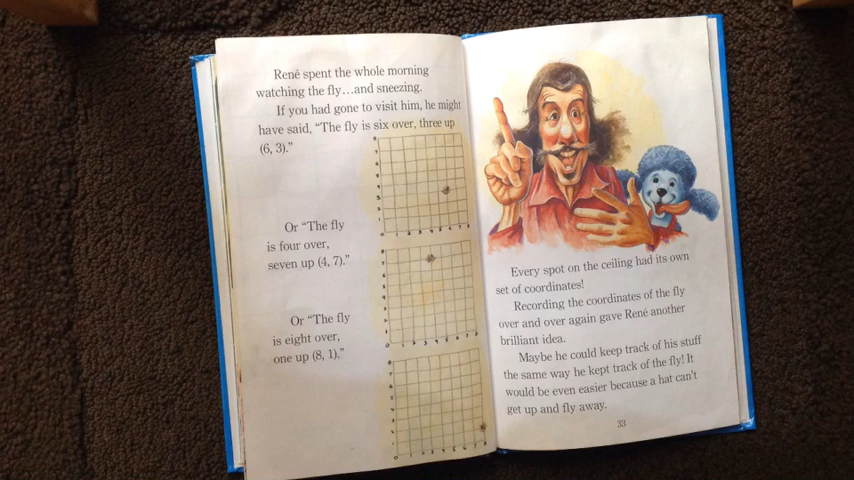 René spent the whole morning
watching the fly…and sneezing.
If you had gone to visit him, he might
have said, “The fly is six over, three up
(6, 3).”
Or “The fly
is four over,
seven up (4, 7).”
Or “The fly
is eight over,
one up (8, 1).”
Every spot on the ceiling had its own
set of coordinates!
Recording the coordinates of the fly
over and over again gave René another
brilliant idea.
Maybe he could keep track of his stuff
the same way he kept track of the fly! It
would be even easier because a hat can’t
get up and fly away.
33